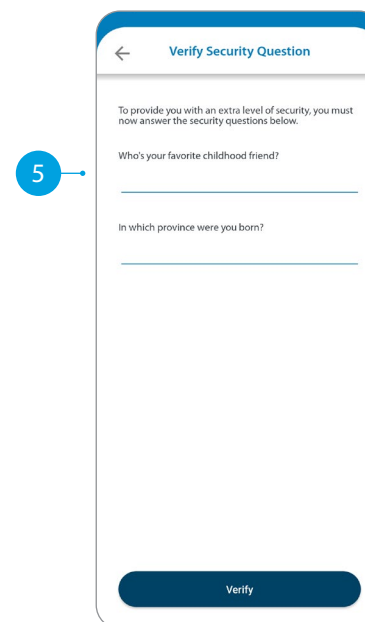 Verify Security Question
To provide you with an extra level of security, you must
now answer the security questions below.
Who's your favorite childhood friend?
5
In which province were you born?
Verify